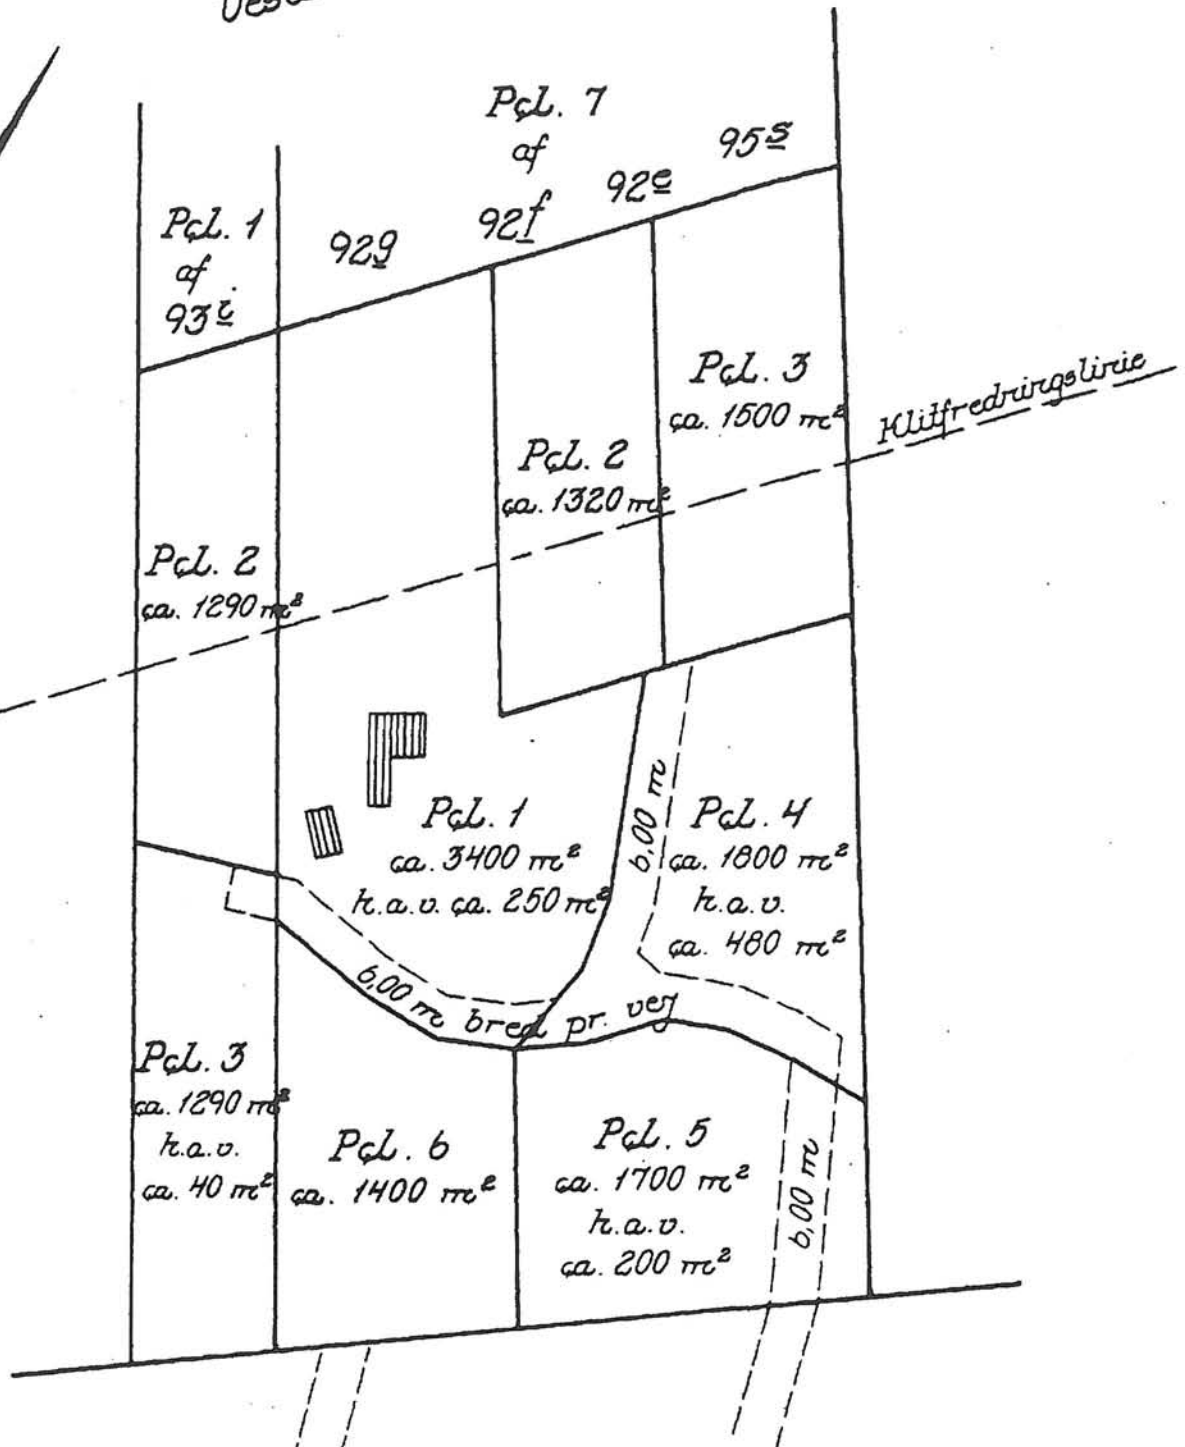 Pcl. 7
af
95s
92e
92f
92g
Pcl. 1
af
93i
Pcl. 3
ca. 1500 m²
Klitfredningslinie
Pcl. 2
ca. 1320 m²
Pcl. 2
ca. 1290 m²
Pcl. 1
ca. 3400 m²
h.a.v. ca. 250 m²
6,00 m
Pcl. 4
ca. 1800 m²
h.a.v.
ca. 480 m²
6,00 m bred pr. vej
Pcl. 3
ca. 1290 m²
h.a.v.
ca. 40 m²
Pcl. 6
ca. 1400 m²
Pcl. 5
ca. 1700 m²
h.a.v.
ca. 200 m²
6,00 m